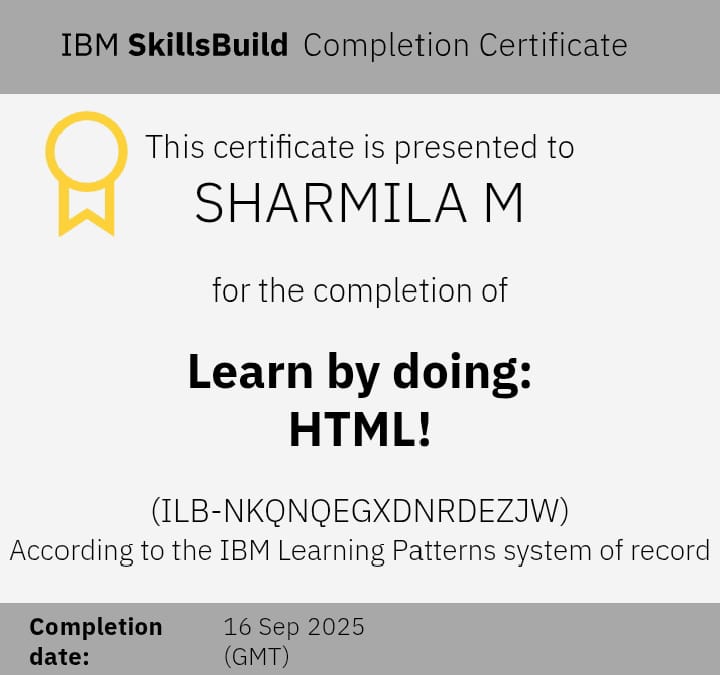 IBM SkillsBuild Completion Certificate
This certificate is presented to
SHARMILA M
for the completion of
Learn by doing:
HTML!
(ILB-NKQNQEGXDNRDEZJW)
According to the IBM Learning Patterns system of record
Completion date: 16 Sep 2025 (GMT)